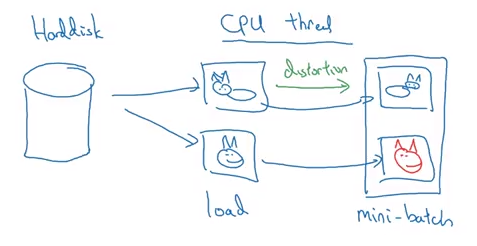 Harddisk
CPU thread
distortion
load
mini-batch